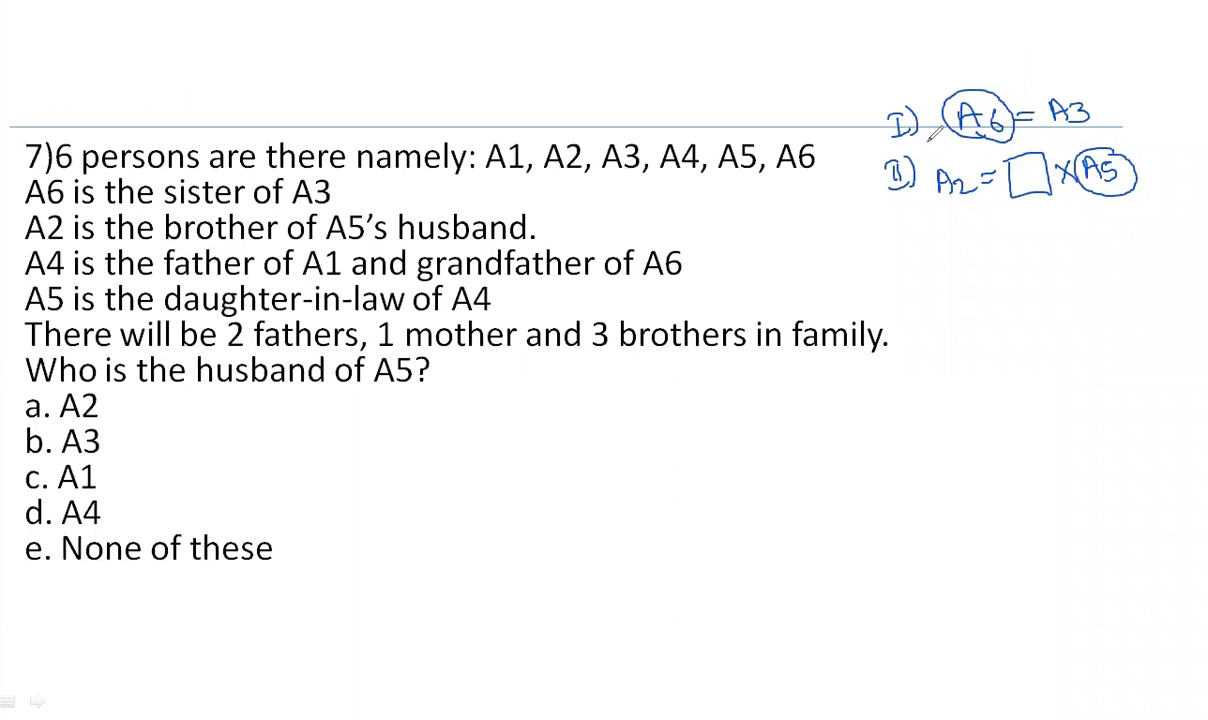 I) A6 = A3
II) A2 = □ × A5
7)6 persons are there namely: A1, A2, A3, A4, A5, A6
A6 is the sister of A3
A2 is the brother of A5’s husband.
A4 is the father of A1 and grandfather of A6
A5 is the daughter-in-law of A4
There will be 2 fathers, 1 mother and 3 brothers in family.
Who is the husband of A5?
a. A2
b. A3
c. A1
d. A4
e. None of these